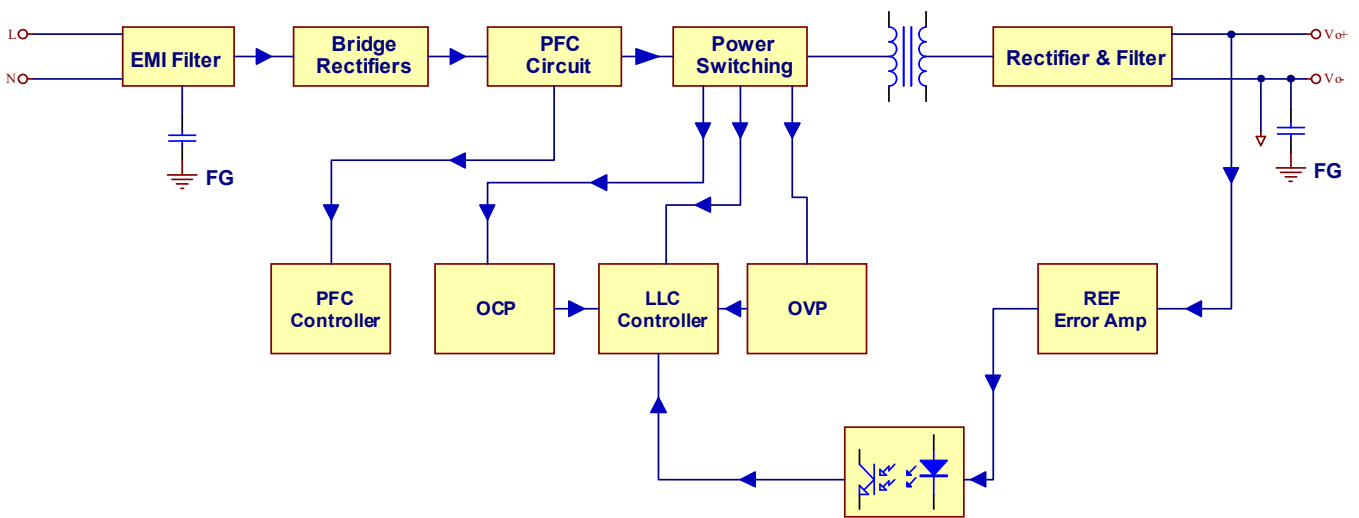 L
N
EMI Filter
Bridge
Rectifiers
PFC
Circuit
Power
Switching
Rectifier & Filter
Vo+
Vo-
FG
FG
PFC
Controller
OCP
LLC
Controller
OVP
REF
Error Amp